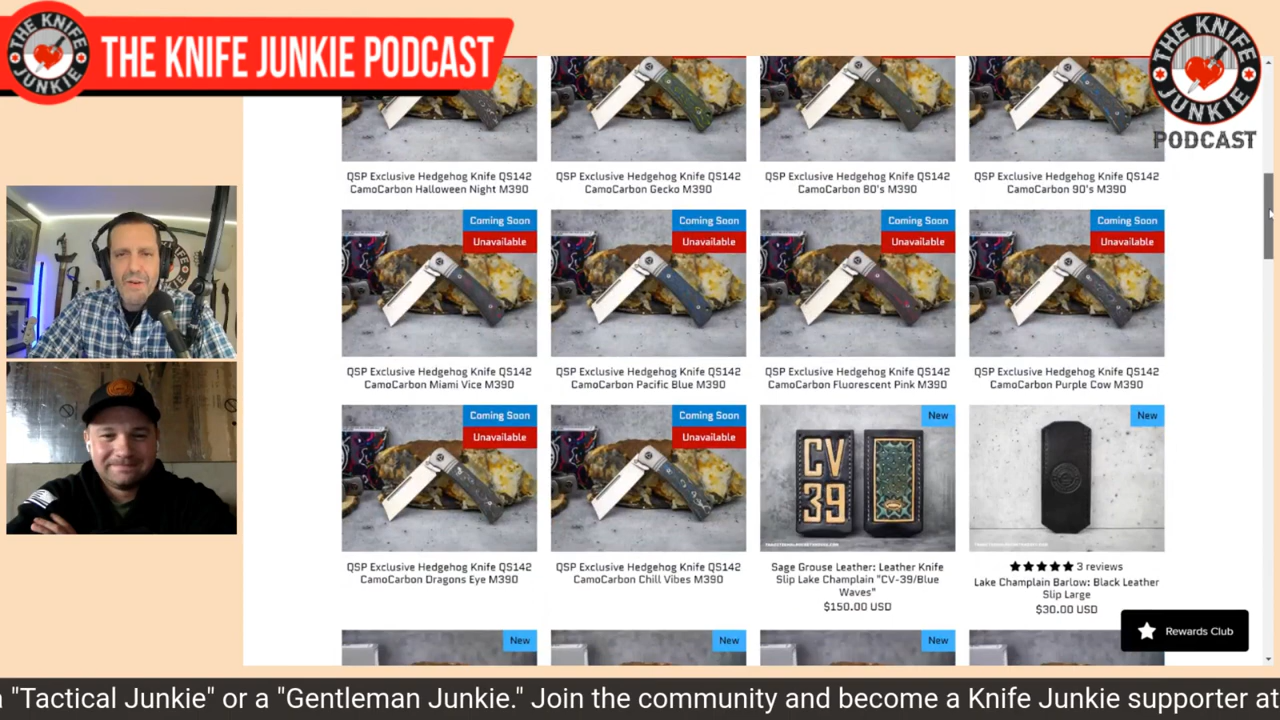 THE KNIFE JUNKIE
THE KNIFE JUNKIE PODCAST
THE KNIFE JUNKIE
PODCAST
QSP Exclusive Hedgehog Knife QS142
CamoCarbon Halloween Night M390
QSP Exclusive Hedgehog Knife QS142
CamoCarbon Gecko M390
QSP Exclusive Hedgehog Knife QS142
CamoCarbon 80's M390
QSP Exclusive Hedgehog Knife QS142
CamoCarbon 90's M390
Coming Soon
Unavailable
Coming Soon
Unavailable
Coming Soon
Unavailable
Coming Soon
Unavailable
QSP Exclusive Hedgehog Knife QS142
CamoCarbon Miami Vice M390
QSP Exclusive Hedgehog Knife QS142
CamoCarbon Pacific Blue M390
QSP Exclusive Hedgehog Knife QS142
CamoCarbon Fluorescent Pink M390
QSP Exclusive Hedgehog Knife QS142
CamoCarbon Purple Cow M390
Coming Soon
Unavailable
Coming Soon
Unavailable
New
New
CV
39
QSP Exclusive Hedgehog Knife QS142
CamoCarbon Dragons Eye M390
QSP Exclusive Hedgehog Knife QS142
CamoCarbon Chill Vibes M390
Sage Grouse Leather: Leather Knife
Slip Lake Champlain "CV-39/Blue
Waves"
$150.00 USD
3 reviews
Lake Champlain Barlow: Black Leather
Slip Large
$30.00 USD
Rewards Club
New
New
New
"Tactical Junkie" or a "Gentleman Junkie." Join the community and become a Knife Junkie supporter at